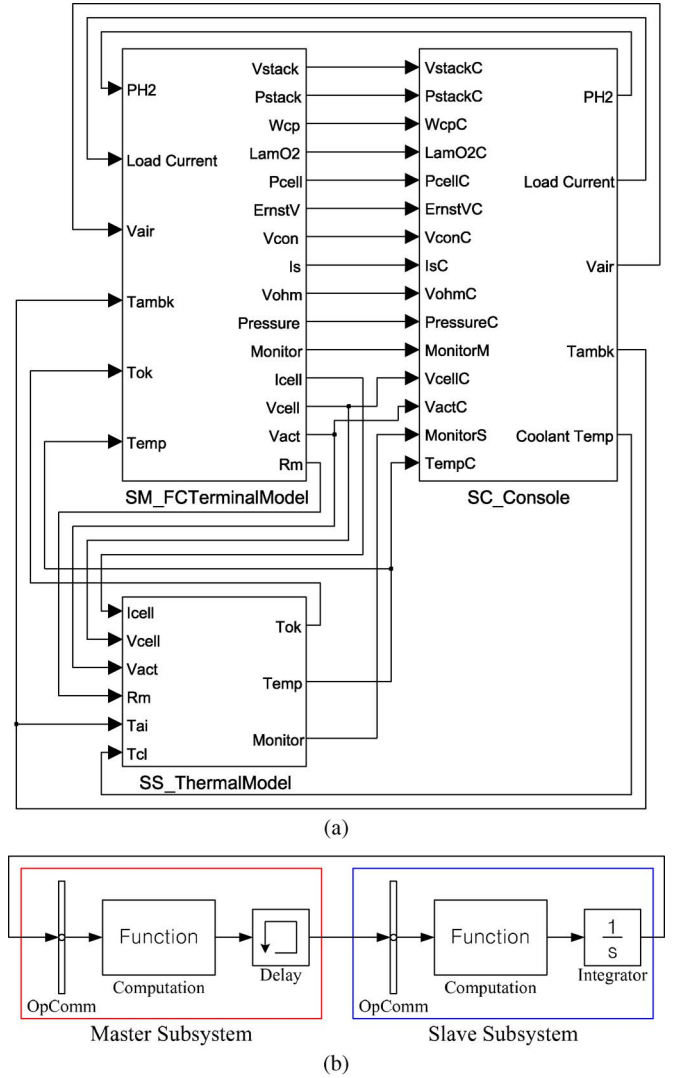 PH2
Load Current
Vair
Tambk
Tok
Temp
Vstack
Pstack
Wcp
LamO2
Pcell
ErnstV
Vcon
Is
Vohm
Pressure
Monitor
Icell
Vcell
Vact
Rm
SM_FCTerminalModel
VstackC
PstackC
WcpC
LamO2C
PcellC
ErnstVC
VconC
IsC
VohmC
PressureC
MonitorM
VcellC
VactC
MonitorS
TempC
PH2
Load Current
Vair
Tambk
Coolant Temp
SC_Console
Icell
Vcell
Vact
Rm
Tai
Tcl
Tok
Temp
Monitor
SS_ThermalModel
(a)
OpComm
Function
Computation
Delay
Master Subsystem
OpComm
Function
Computation
1
s
Integrator
Slave Subsystem
(b)